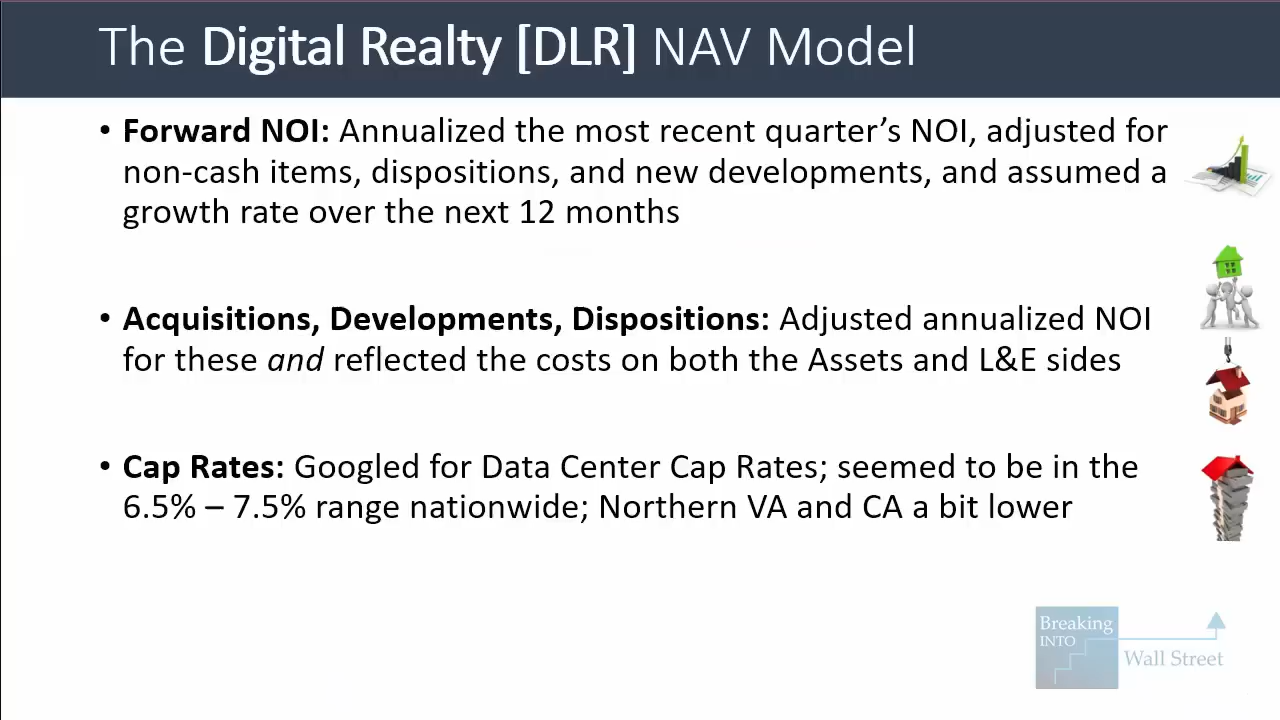 The Digital Realty [DLR] NAV Model
• Forward NOI: Annualized the most recent quarter’s NOI, adjusted for
non-cash items, dispositions, and new developments, and assumed a
growth rate over the next 12 months
• Acquisitions, Developments, Dispositions: Adjusted annualized NOI
for these and reflected the costs on both the Assets and L&E sides
• Cap Rates: Googled for Data Center Cap Rates; seemed to be in the
6.5% – 7.5% range nationwide; Northern VA and CA a bit lower
Breaking
INTO
Wall Street